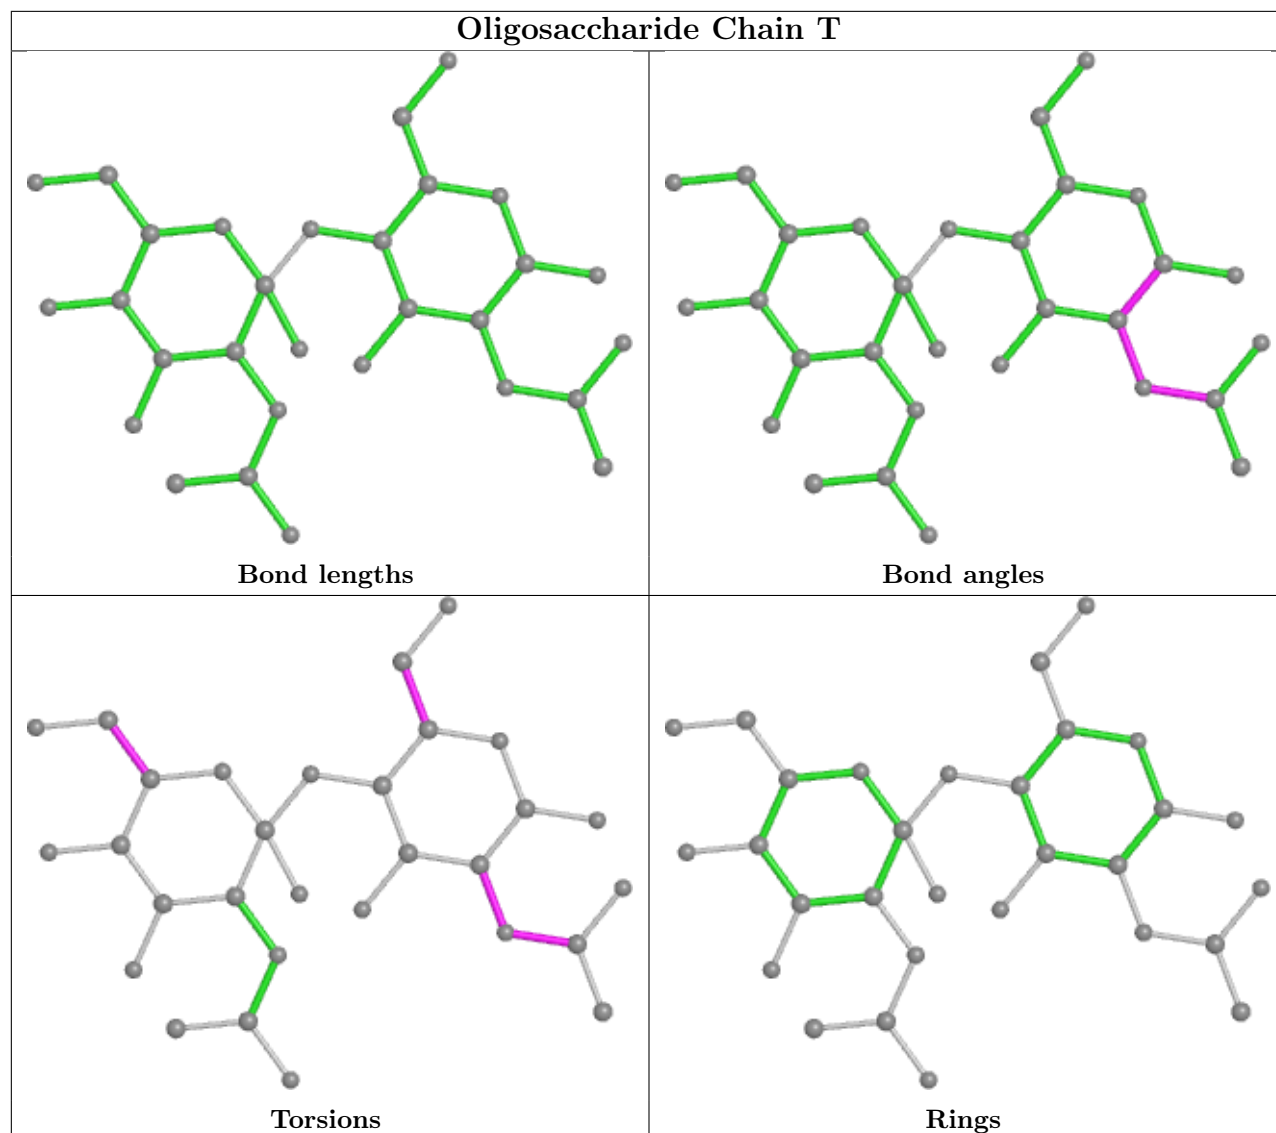 Oligosaccharide Chain T
Bond lengths
Bond angles
Torsions
Rings